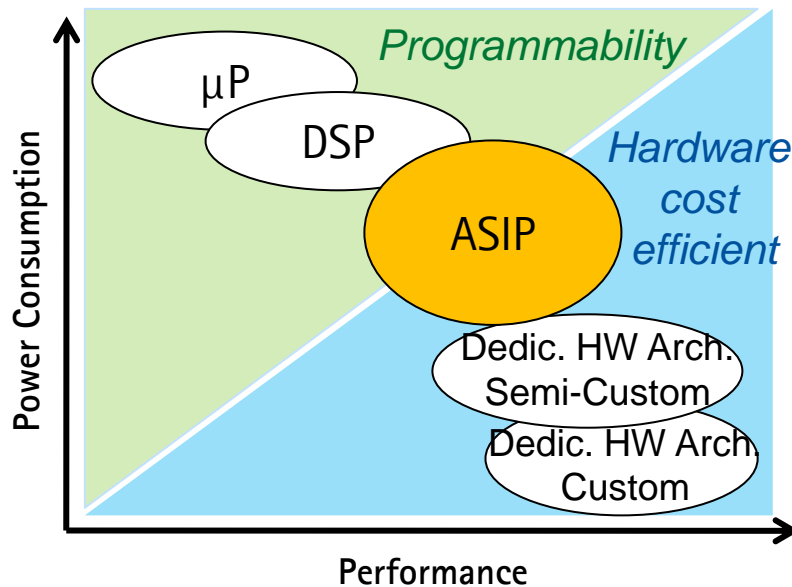 Programmability
μP
DSP
Hardware
cost
efficient
ASIP
Dedic. HW Arch.
Semi-Custom
Dedic. HW Arch.
Custom
Power Consumption
Performance